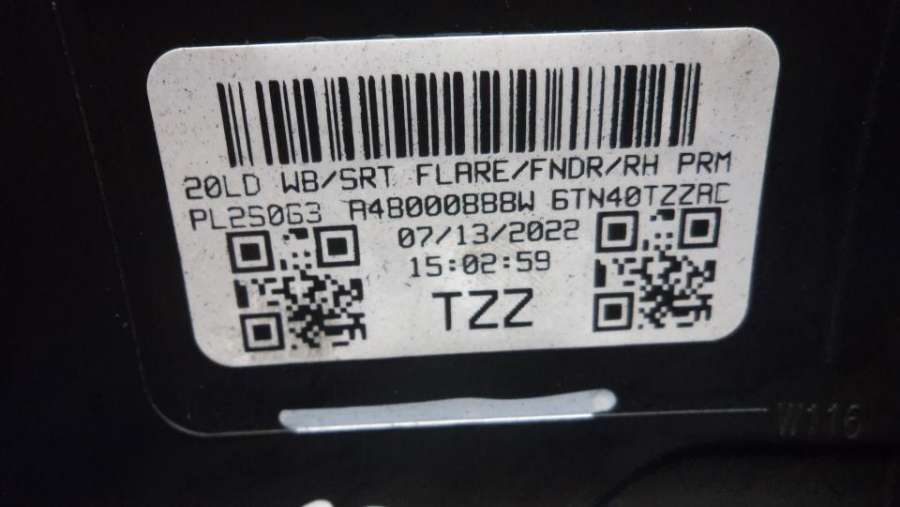 20LD WB/SRT FLARE/FNDR/RH PRM
PL250G3 A48000888W 6TN40TZZAC
07/13/2022
15:02:59
TZZ
W116